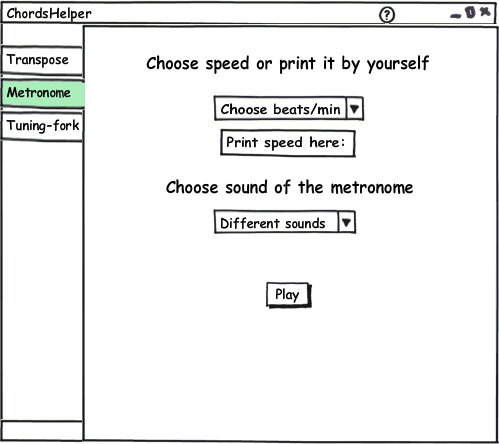 ChordsHelper ?
Transpose
Metronome
Tuning-fork
Choose speed or print it by yourself
Choose beats/min
Print speed here:
Choose sound of the metronome
Different sounds
Play